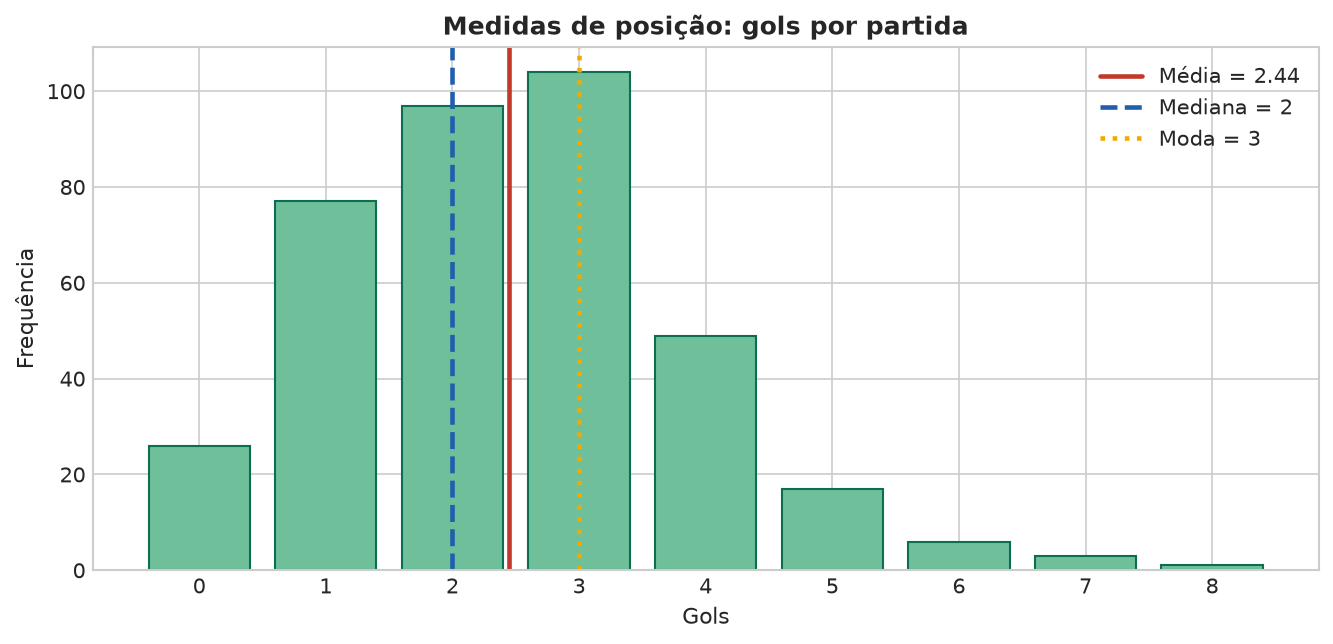 Medidas de posição: gols por partida
Média = 2.44
Mediana = 2
Moda = 3
Frequência
100
80
60
40
20
0
0 1 2 3 4 5 6 7 8
Gols